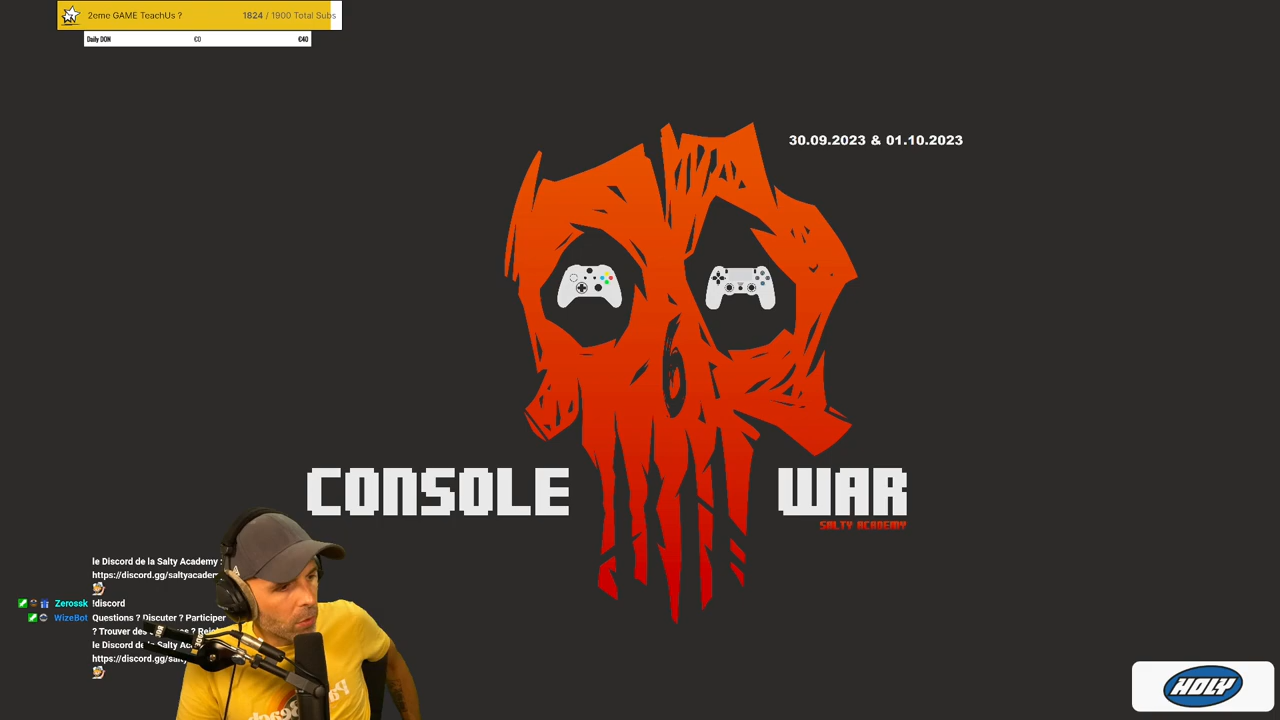 2eme GAME TeachUs ?
1824 / 1900 Total Subs
Daily DON
€0
€40
30.09.2023 & 01.10.2023
CONSOLE WAR
SALTY ACADEMY
le Discord de la Salty Academy :
https://discord.gg/saltyacadem
Zerossk !discord
WizeBot Questions ? Discuter ? Participer
? Trouver des
le Discord de la Salty
https://discord.gg/salty
HOLY